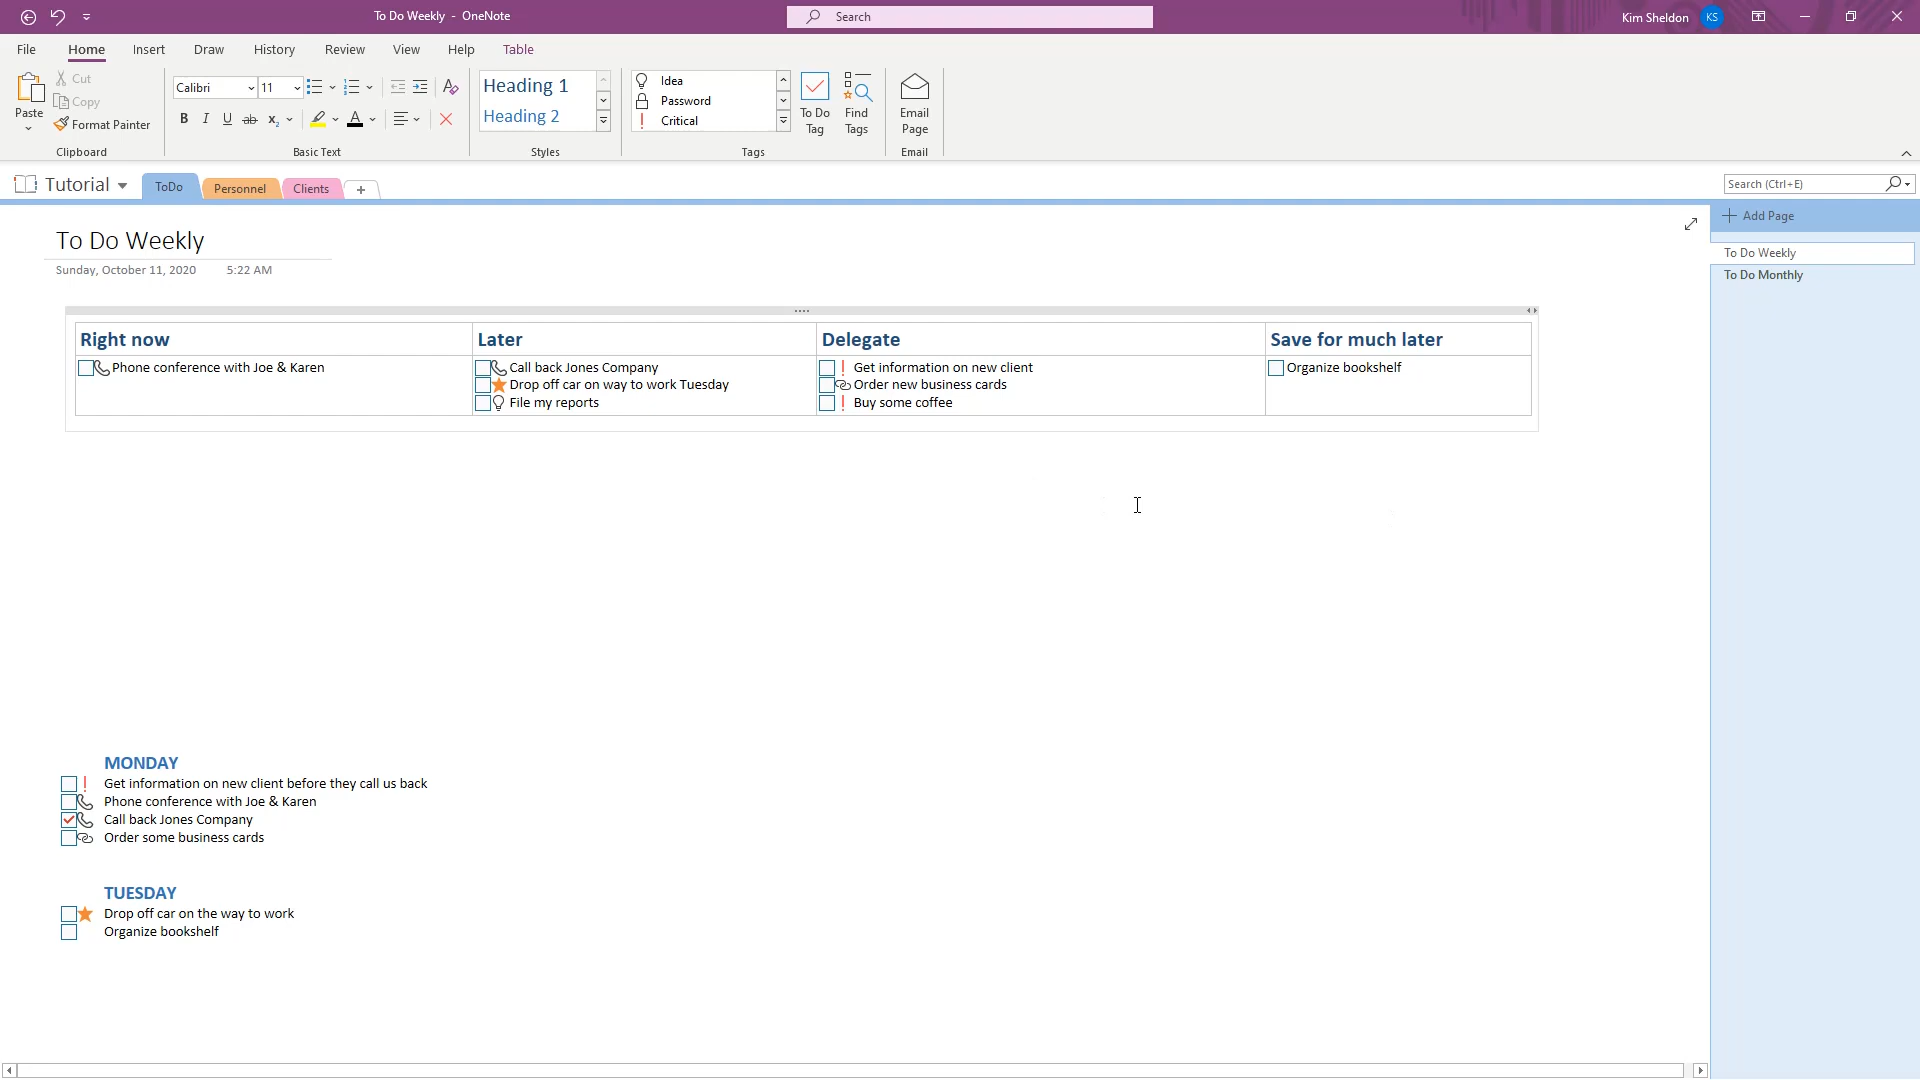 To Do Weekly - OneNote
Search
Kim Sheldon
KS
File
Home
Insert
Draw
History
Review
View
Help
Table
Paste
Cut
Copy
Format Painter
Clipboard
Calibri
11
B I U ab x₂ A
Basic Text
Heading 1
Heading 2
Styles
Idea
Password
Critical
To Do
Tag
Find
Tags
Tags
Email
Page
Email
Tutorial
ToDo
Personnel
Clients
Search (Ctrl+E)
Add Page
To Do Weekly
To Do Monthly
To Do Weekly
Sunday, October 11, 2020 5:22 AM
Right now
Phone conference with Joe & Karen
Later
Call back Jones Company
Drop off car on way to work Tuesday
File my reports
Delegate
Get information on new client
Order new business cards
Buy some coffee
Save for much later
Organize bookshelf
MONDAY
Get information on new client before they call us back
Phone conference with Joe & Karen
Call back Jones Company
Order some business cards
TUESDAY
Drop off car on the way to work
Organize bookshelf